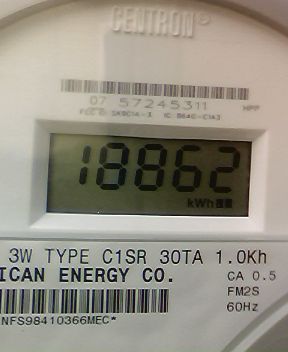 CENTRON®
07 57245311
18862
kWh
3W TYPE C1SR 30TA 1.0Kh
ICAN ENERGY CO.
CA 0.5
FM2S
60Hz
NFS98410366MEC*